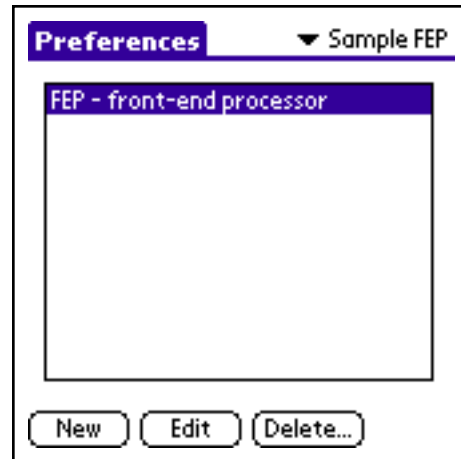 Preferences Sample FEP
FEP - front-end processor
New Edit Delete...